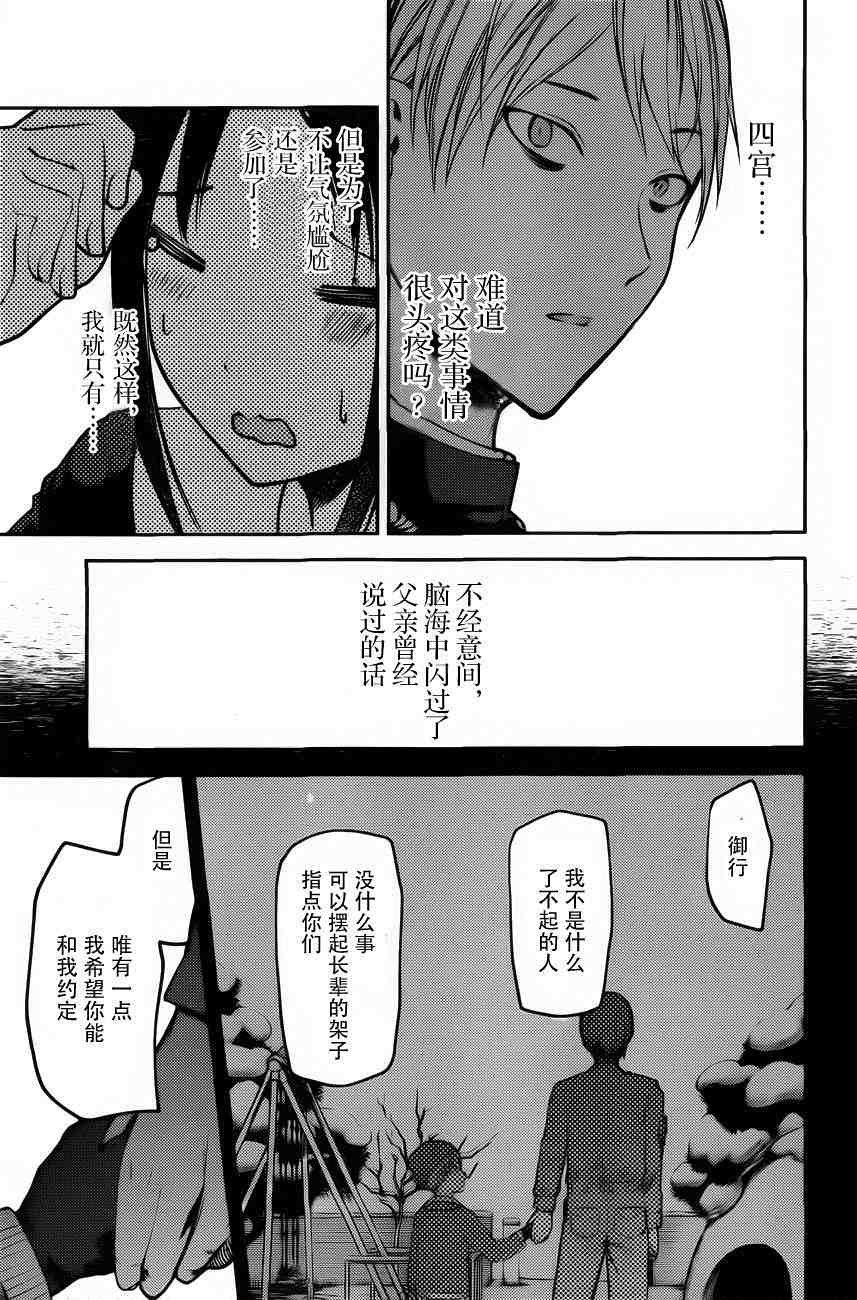 四宫……
难道
对这类事情
很头疼吗？
但是为了
不让气氛尴尬
还是
参加了……
既然这样，
我就只有……
不经意间，
脑海中闪过了
父亲曾经
说过的话
御行
我不是什么
了不起的人
没什么事
可以摆起长辈的架子
指点你们
但是
唯有一点
我希望你能
和我约定